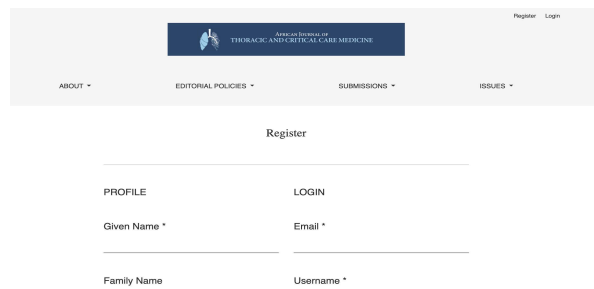 Register Login
AFRICAN JOURNAL OF
THORACIC AND CRITICAL CARE MEDICINE
ABOUT EDITORIAL POLICIES SUBMISSIONS ISSUES
Register
PROFILE LOGIN
Given Name * Email *
Family Name Username *